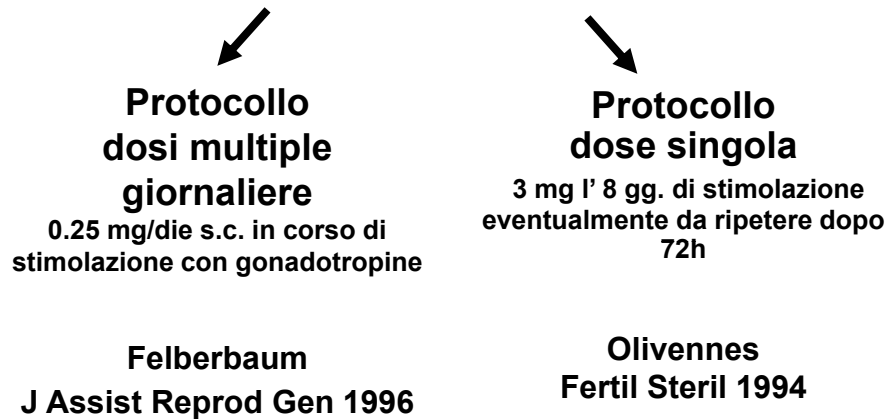 Protocollo
dosi multiple
giornaliere
0.25 mg/die s.c. in corso di
stimolazione con gonadotropine
Felberbaum
J Assist Reprod Gen 1996
Protocollo
dose singola
3 mg l’ 8 gg. di stimolazione
eventualmente da ripetere dopo
72h
Olivennes
Fertil Steril 1994